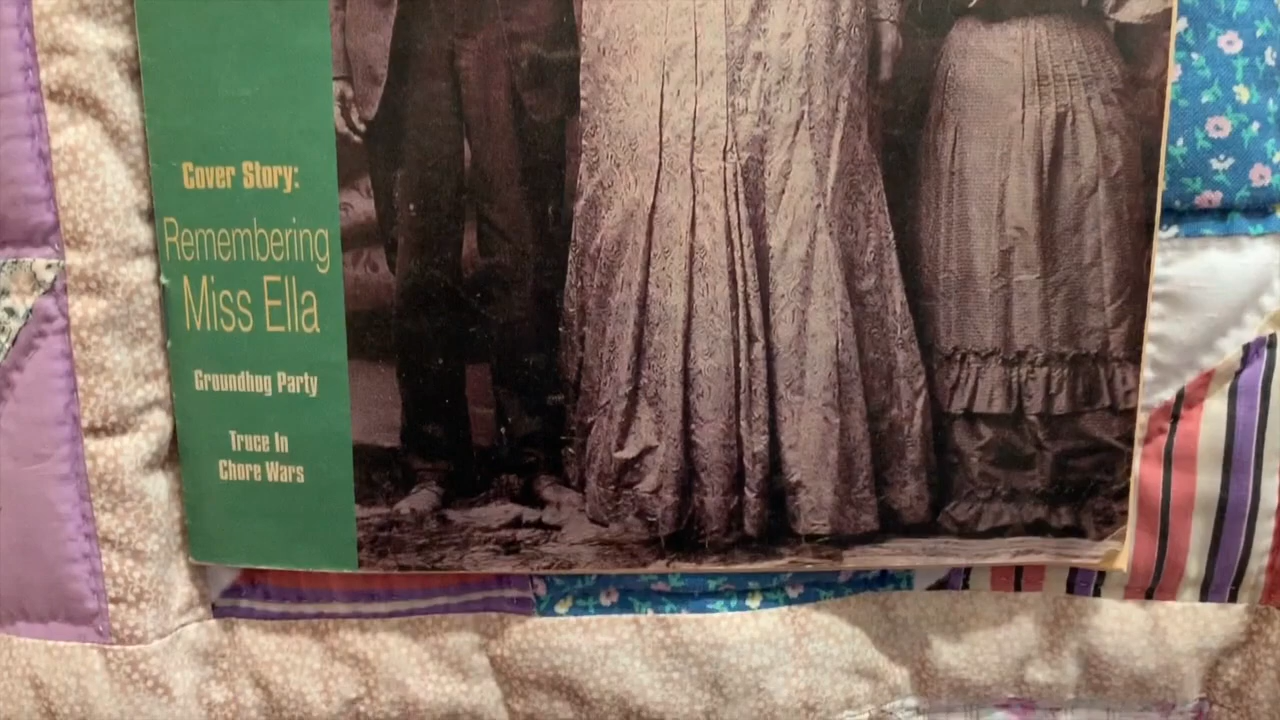 Cover Story:
Remembering
Miss Ella
Groundhog Party
Truce In
Chore Wars